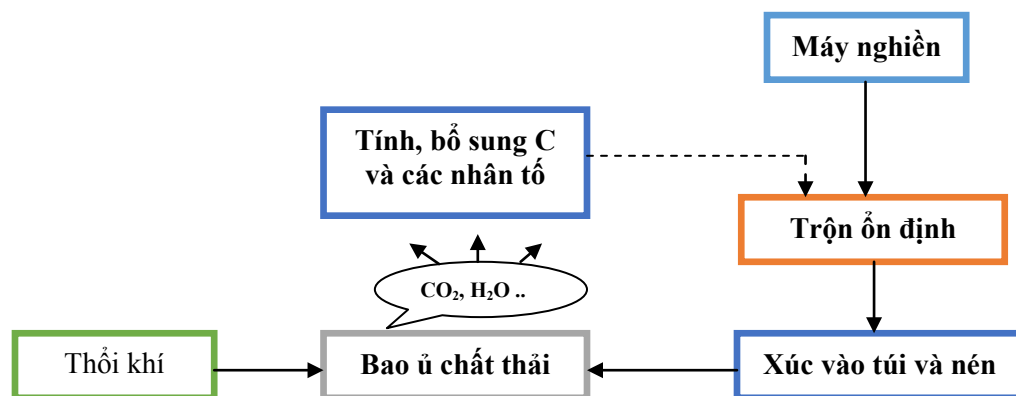 Máy nghiền
Tính, bổ sung C
và các nhân tố
Trộn ổn định
CO₂, H₂O ..
Thổi khí
Bao ủ chất thải
Xúc vào túi và nén